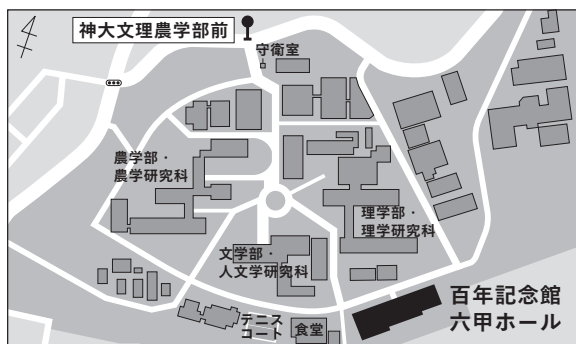 神大文理農学部前
守衛室
農学部・
農学研究科
理学部・
理学研究科
文学部・
人文学研究科
百年記念館
六甲ホール
テニス
コート
食堂